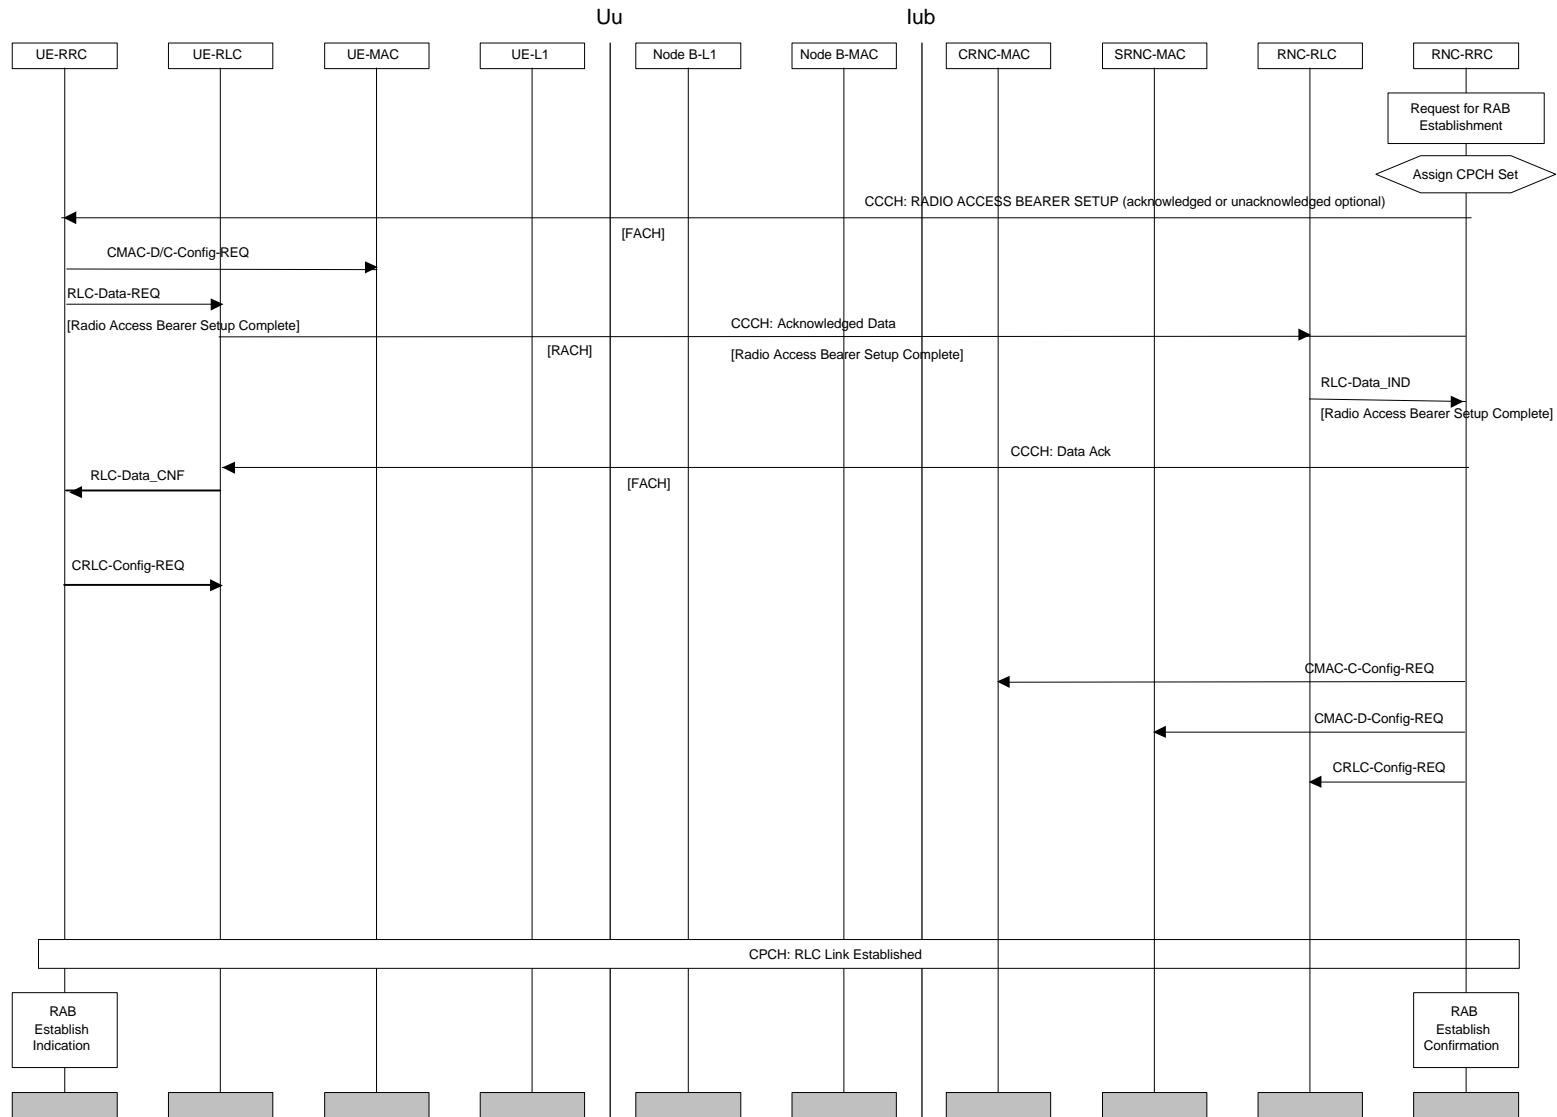 Uu
Iub
UE-RRC
UE-RLC
UE-MAC
UE-L1
Node B-L1
Node B-MAC
CRNC-MAC
SRNC-MAC
RNC-RLC
RNC-RRC
Request for RAB
Establishment
Assign CPCH Set
CCCH: RADIO ACCESS BEARER SETUP (acknowledged or unacknowledged optional)
[FACH]
CMAC-D/C-Config-REQ
RLC-Data-REQ
[Radio Access Bearer Setup Complete]
CCCH: Acknowledged Data
[RACH]
[Radio Access Bearer Setup Complete]
RLC-Data_IND
[Radio Access Bearer Setup Complete]
CCCH: Data Ack
RLC-Data_CNF
[FACH]
CRLC-Config-REQ
CMAC-C-Config-REQ
CMAC-D-Config-REQ
CRLC-Config-REQ
CPCH: RLC Link Established
RAB
Establish
Indication
RAB
Establish
Confirmation